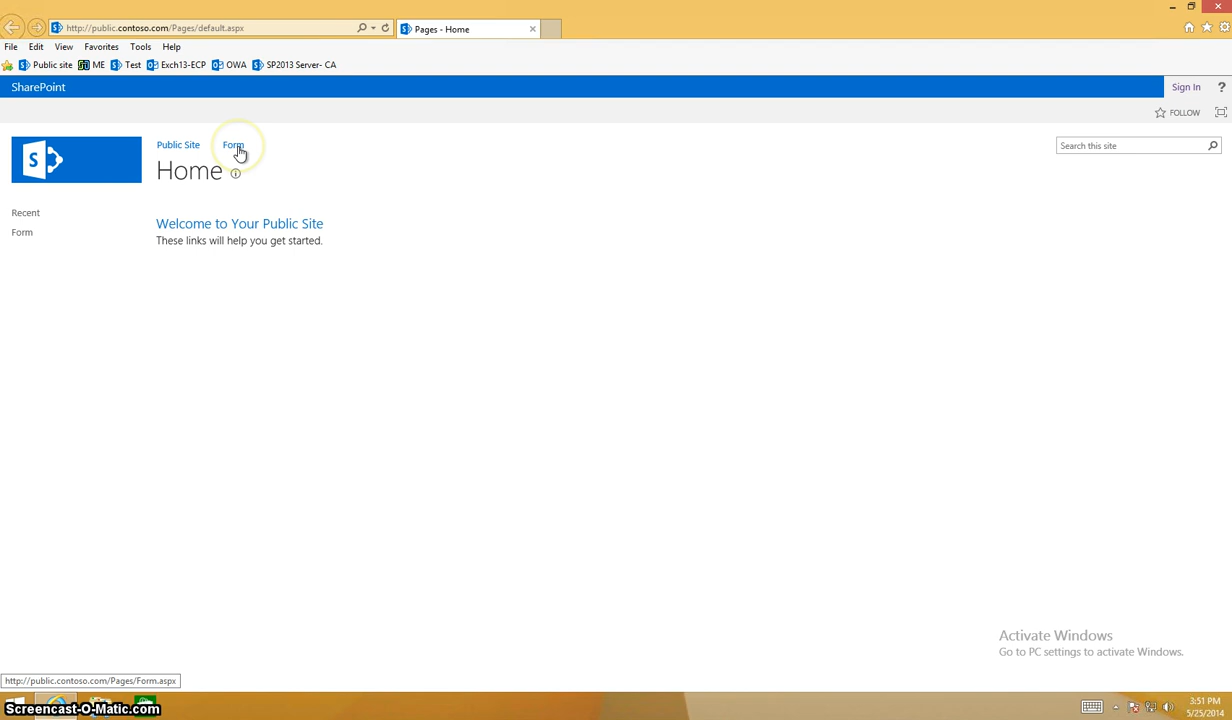 http://public.contoso.com/Pages/default.aspx
Pages - Home
File Edit View Favorites Tools Help
Public site ME Test Exch13-ECP OWA SP2013 Server- CA
SharePoint
Sign In ?
FOLLOW
S
Public Site Form
Search this site
Home
Recent
Form
Welcome to Your Public Site
These links will help you get started.
Activate Windows
Go to PC settings to activate Windows.
http://public.contoso.com/Pages/Form.aspx
Screencast-O-Matic.com
3:51 PM
5/25/2014